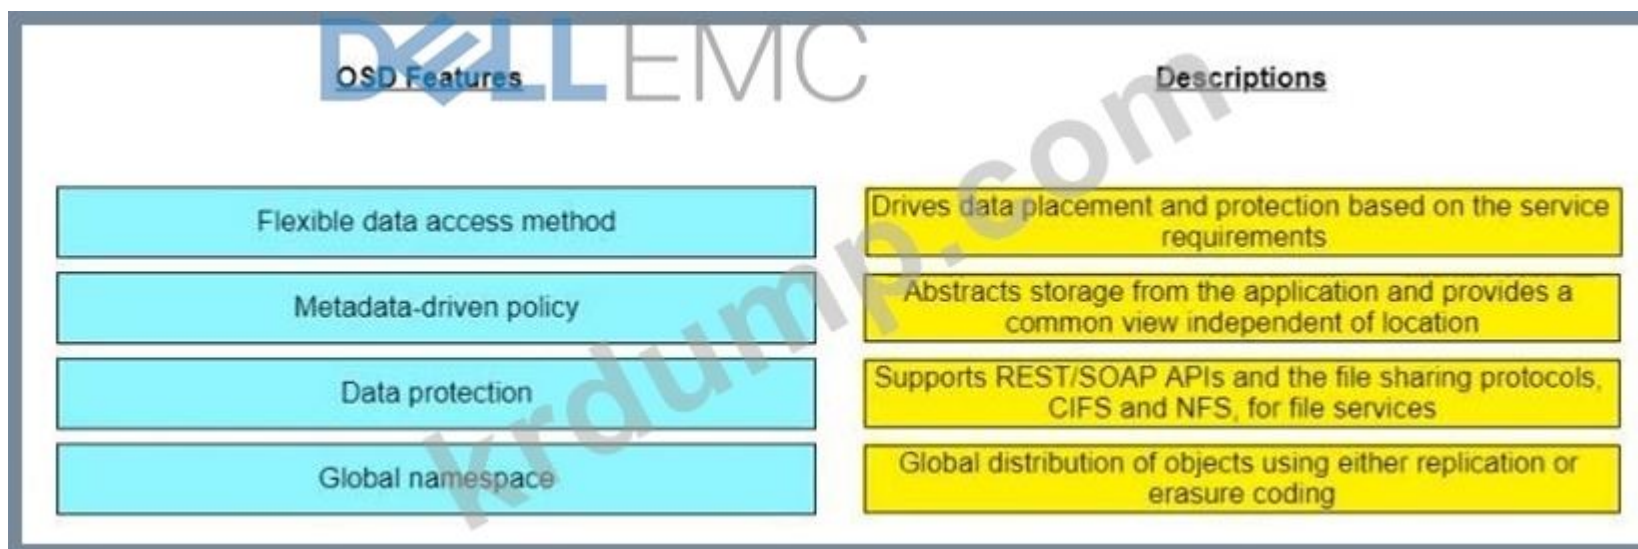 DELLEMC
OSD Features
Descriptions
Flexible data access method
Drives data placement and protection based on the service
requirements
Metadata-driven policy
Abstracts storage from the application and provides a
common view independent of location
Data protection
Supports REST/SOAP APIs and the file sharing protocols,
CIFS and NFS, for file services
Global namespace
Global distribution of objects using either replication or
erasure coding
krdump.com